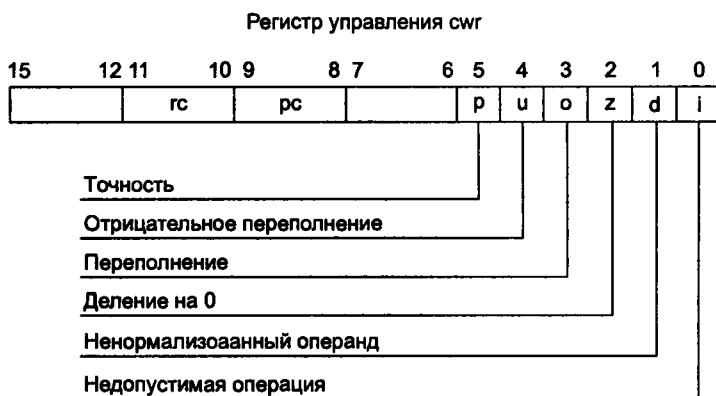 Регистр управления cwr
15 12 11 10 9 8 7 6 5 4 3 2 1 0
rc pc p u o z d i
Точность
Отрицательное переполнение
Переполнение
Деление на 0
Ненормализоаанный операнд
Недопустимая операция